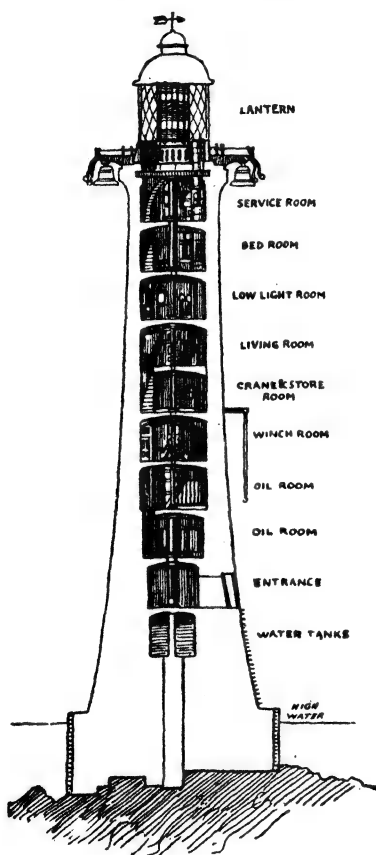 LANTERN
SERVICE ROOM
BED ROOM
LOW LIGHT ROOM
LIVING ROOM
CRANE & STORE
ROOM
WINCH ROOM
OIL ROOM
OIL ROOM
ENTRANCE
WATER TANKS
HIGH
WATER